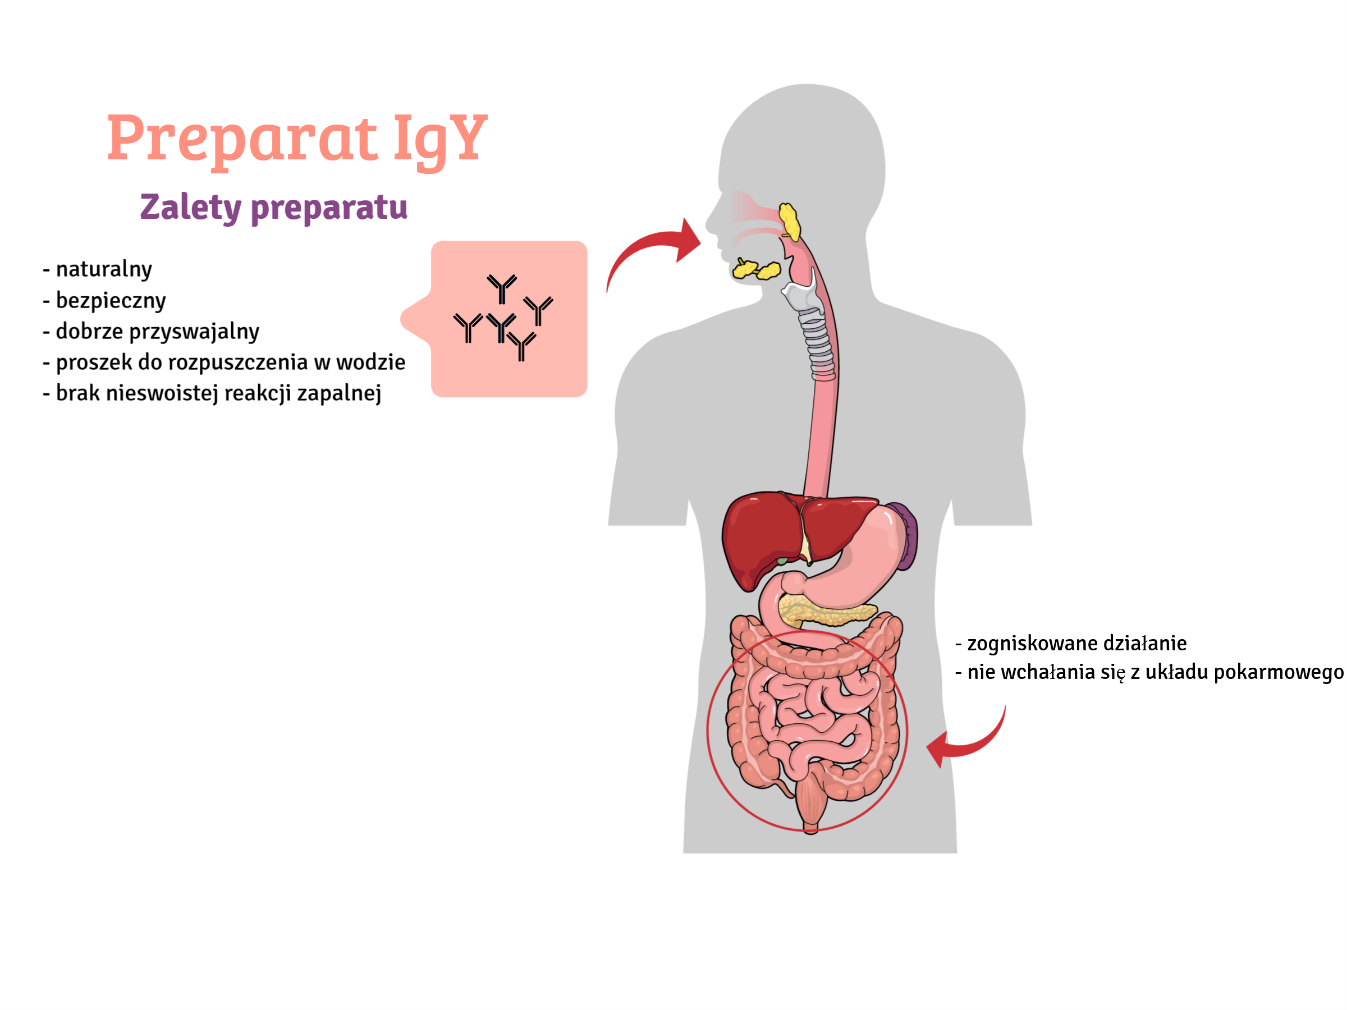 Preparat IgY
Zalety preparatu
- naturalny
- bezpieczny
- dobrze przyswajalny
- proszek do rozpuszczenia w wodzie
- brak nieswoistej reakcji zapalnej
- zogniskowane działanie
- nie wchałania się z układu pokarmowego